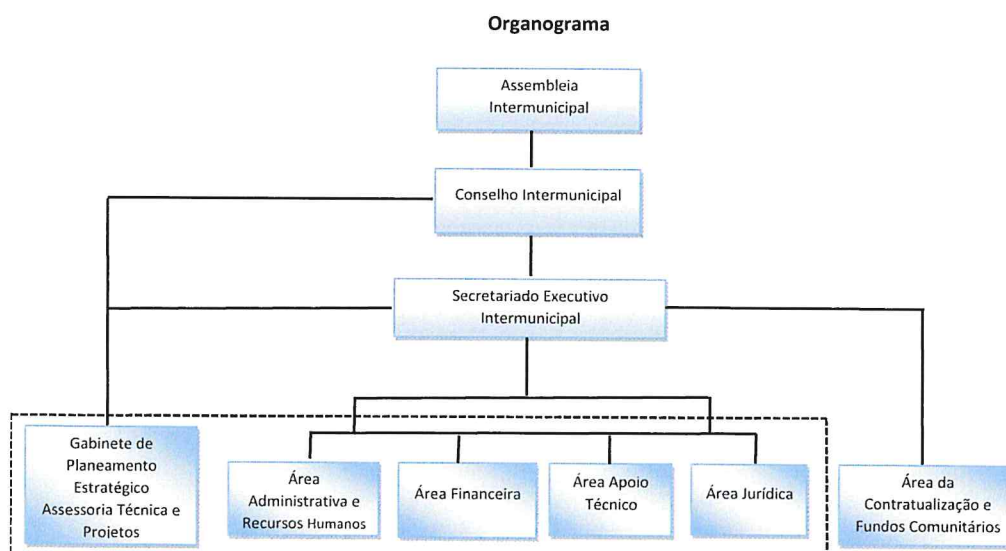 Organograma
Assembleia
Intermunicipal
Conselho Intermunicipal
Secretariado Executivo
Intermunicipal
Gabinete de
Planeamento
Estratégico
Assessoria Técnica e
Projetos
Área
Administrativa e
Recursos Humanos
Área Financeira
Área Apoio
Técnico
Área Jurídica
Área da
Contratualização e
Fundos Comunitários